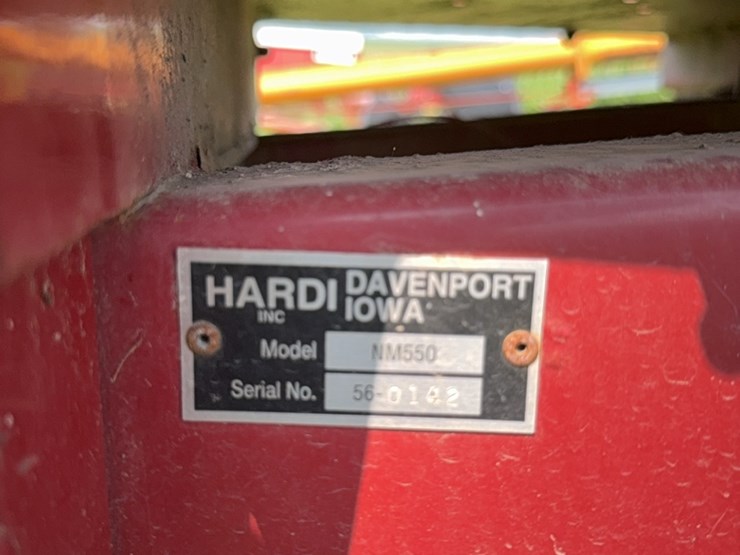 HARDI INC DAVENPORT IOWA
Model NM550
Serial No. 56-0142